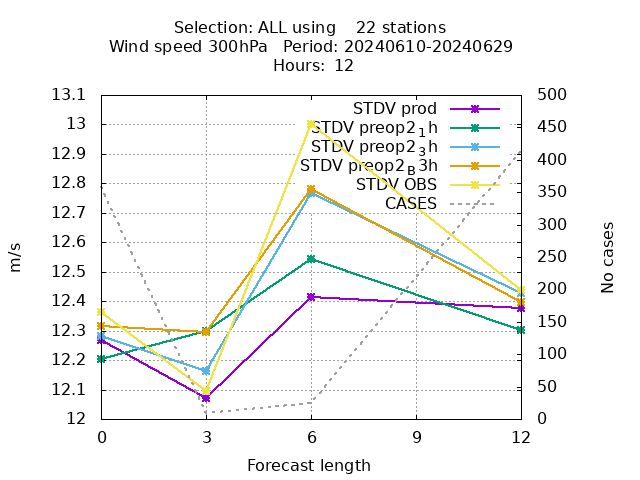 Selection: ALL using    22 stations
Wind speed 300hPa   Period: 20240610-20240629
Hours: 12
13.1
13
12.9
12.8
12.7
12.6
12.5
12.4
12.3
12.2
12.1
12
m/s
STDV prod
STDV preop2₁h
STDV preop2₃h
STDV preop2_B3h
STDV OBS
CASES
500
450
400
350
300
250
200
150
100
50
0
No cases
0 3 6 9 12
Forecast length